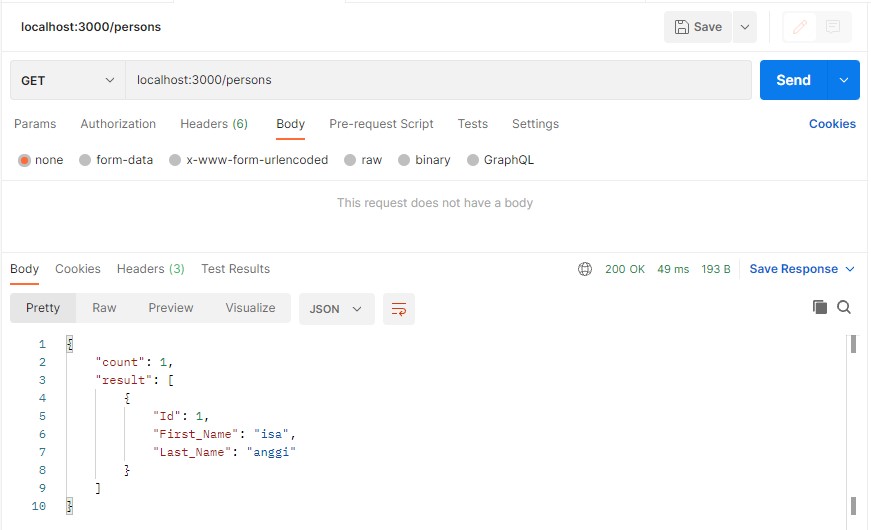 localhost:3000/persons
Save
GET
localhost:3000/persons
Send
Params Authorization Headers (6) Body Pre-request Script Tests Settings Cookies
none form-data x-www-form-urlencoded raw binary GraphQL
This request does not have a body
Body Cookies Headers (3) Test Results 200 OK 49 ms 193 B Save Response
Pretty Raw Preview Visualize JSON
1 {
2 "count": 1,
3 "result": [
4 {
5 "Id": 1,
6 "First_Name": "isa",
7 "Last_Name": "anggi"
8 }
9 ]
10 }